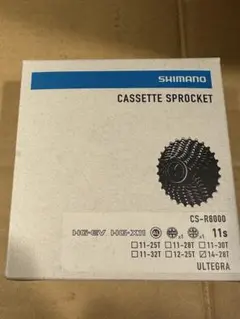 SHIMANO
CASSETTE SPROCKET
CS-R8000
HG-EV HG-X11 11s
□11-25T □11-28T □11-30T
□11-32T □12-25T ☑14-28T
ULTEGRA